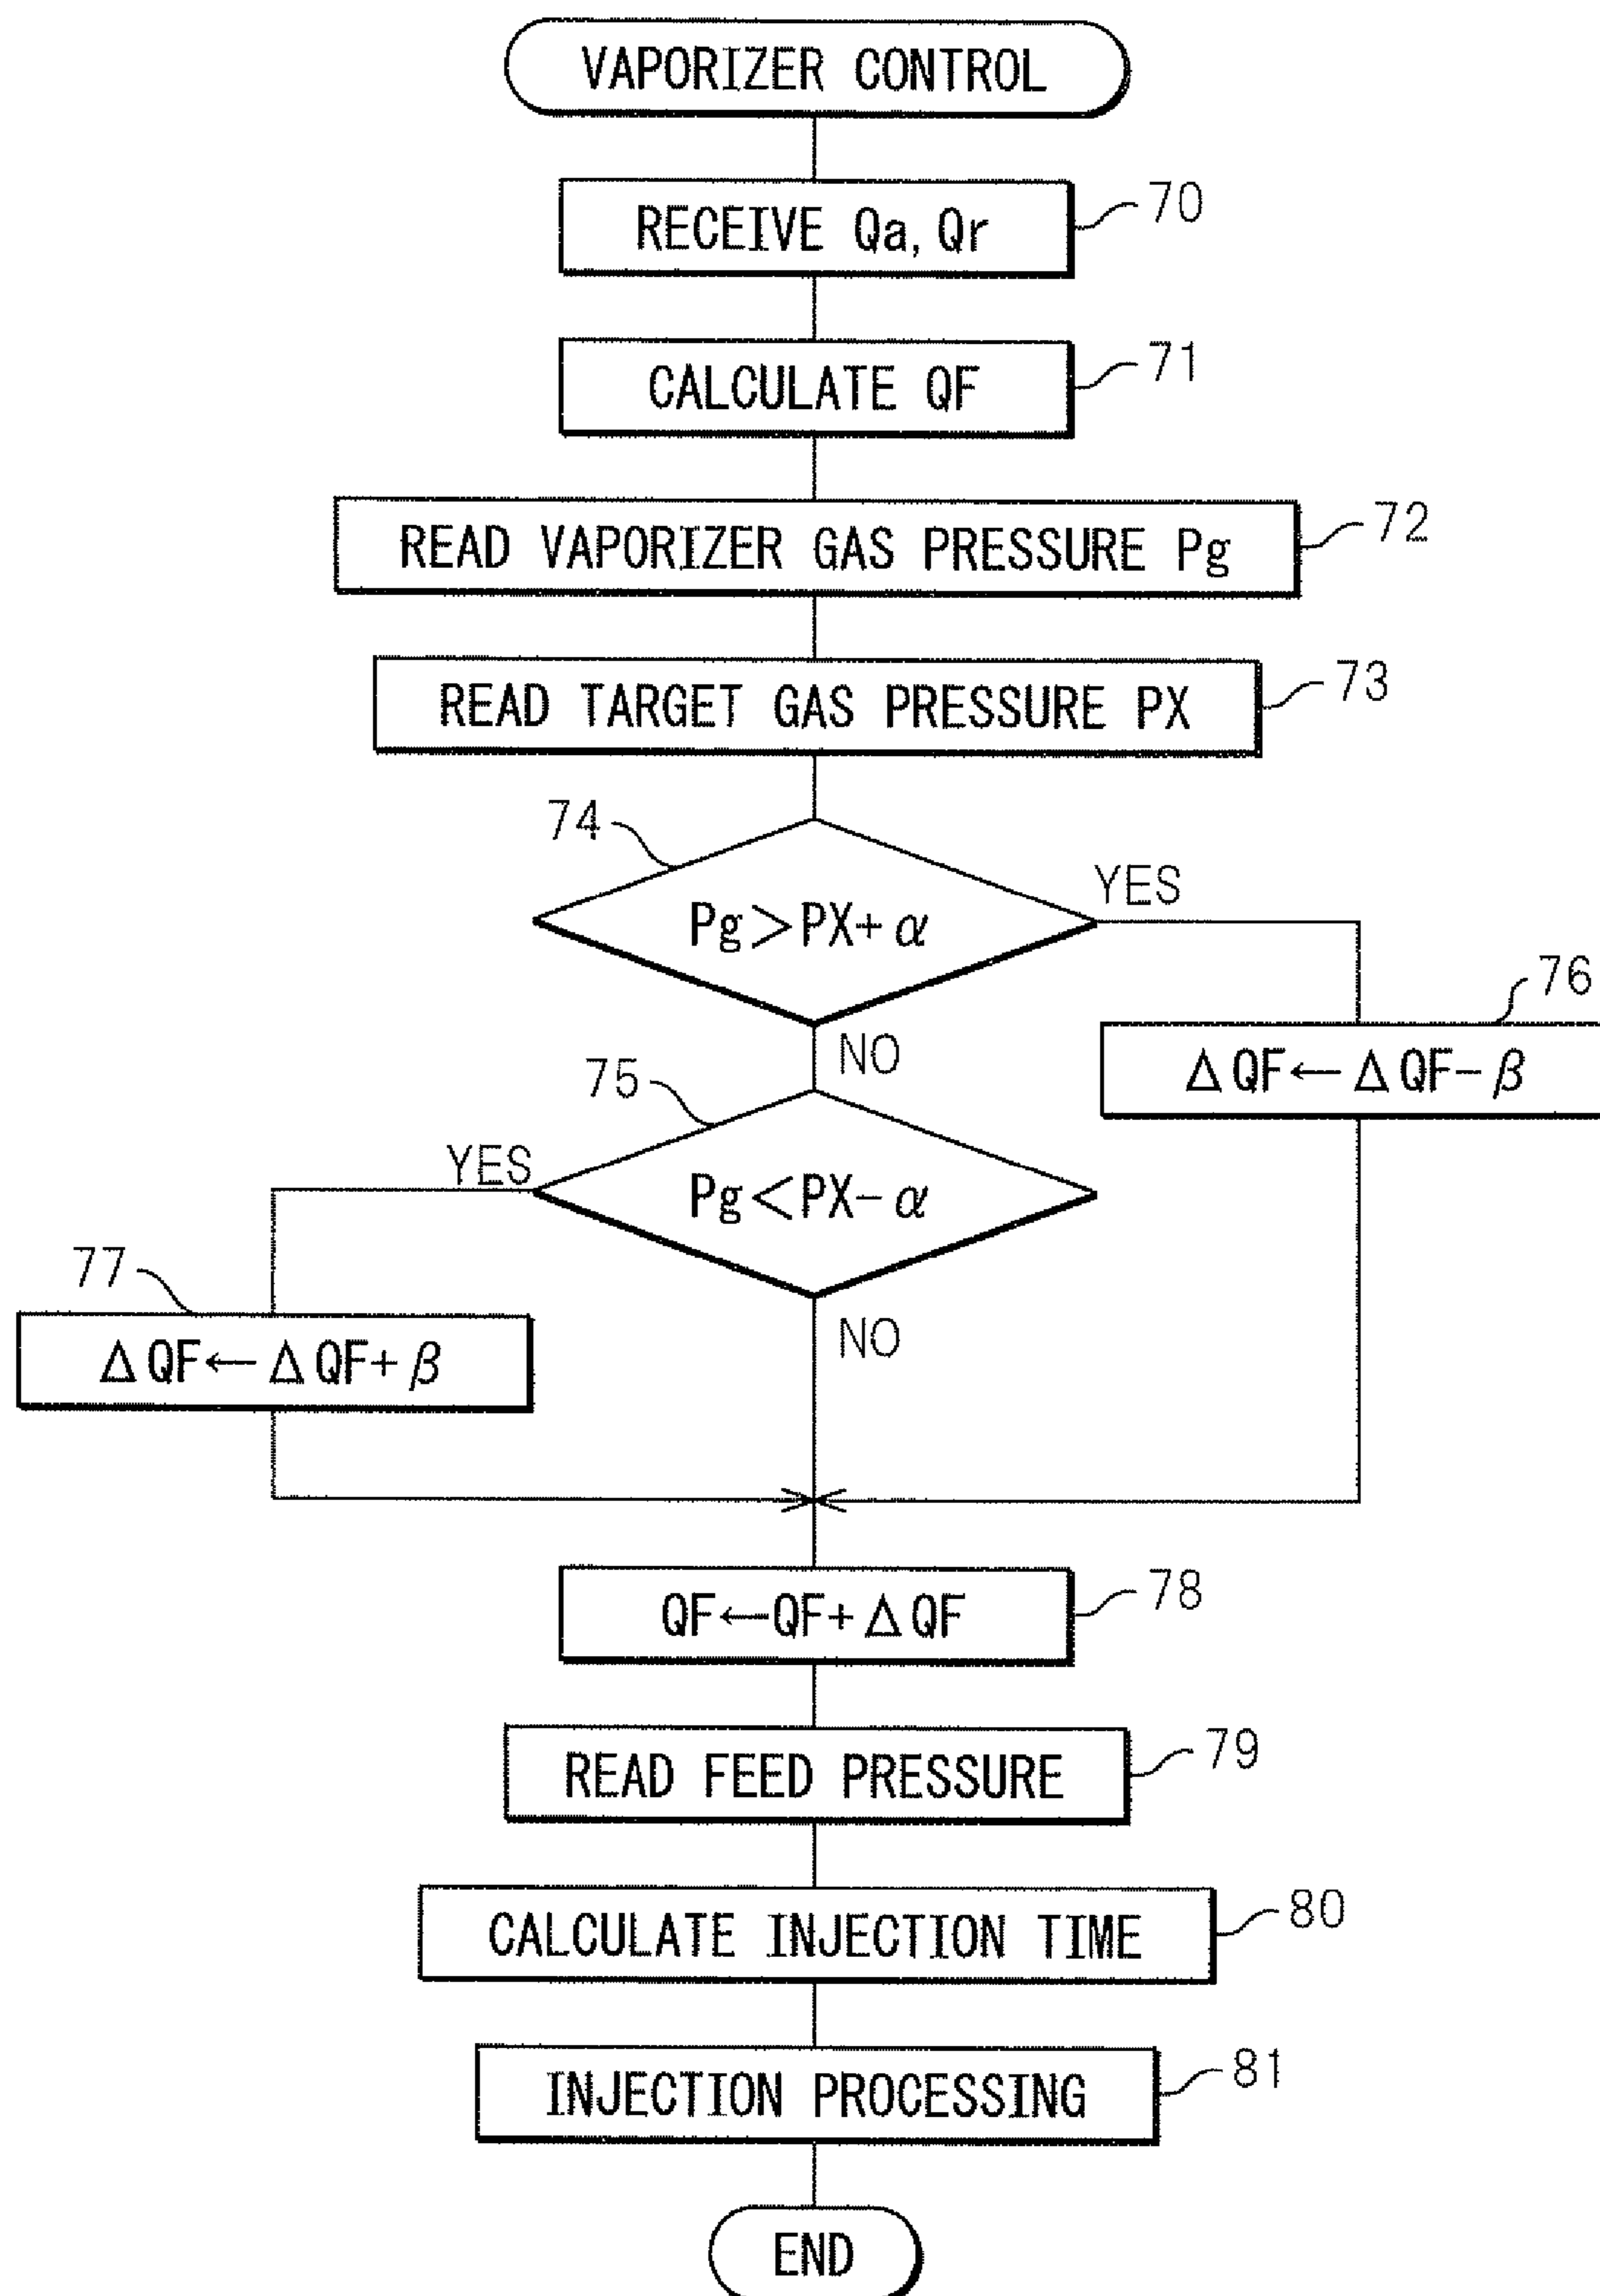 VAPORIZER CONTROL
RECEIVE Qa, Qr
70
CALCULATE QF
71
READ VAPORIZER GAS PRESSURE Pg
72
READ TARGET GAS PRESSURE PX
73
74
Pg>PX+α
YES
NO
76
ΔQF←ΔQF-β
75
Pg<PX-α
YES
NO
77
ΔQF←ΔQF+β
QF←QF+ΔQF
78
READ FEED PRESSURE
79
CALCULATE INJECTION TIME
80
INJECTION PROCESSING
81
END